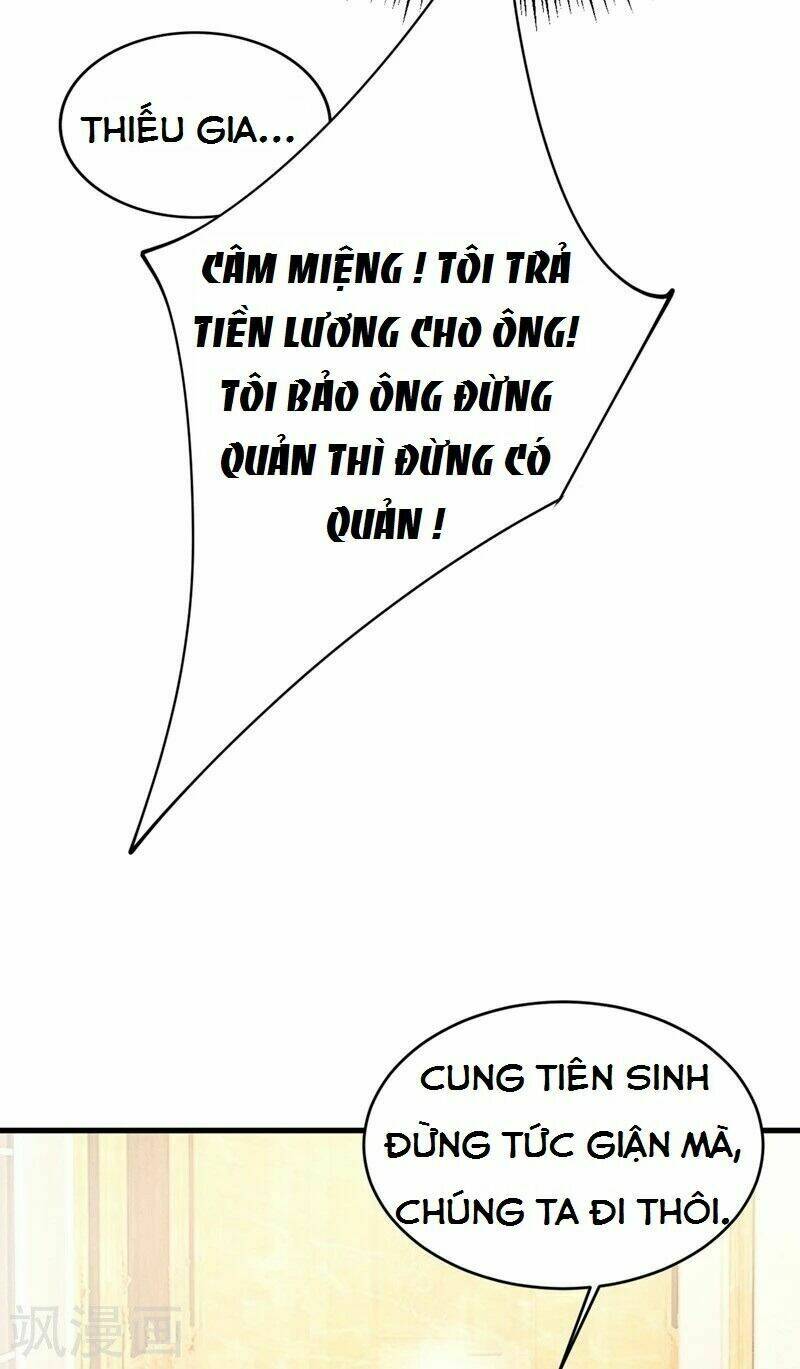 THIẾU GIA...
CÂM MIỆNG ! TÔI TRẢ
TIỀN LƯƠNG CHO ÔNG!
TÔI BẢO ÔNG ĐỪNG
QUẢN THÌ ĐỪNG CÓ
QUẢN !
CUNG TIÊN SINH
ĐỪNG TỨC GIẬN MÀ,
CHÚNG TA ĐI THÔI.
飒漫画